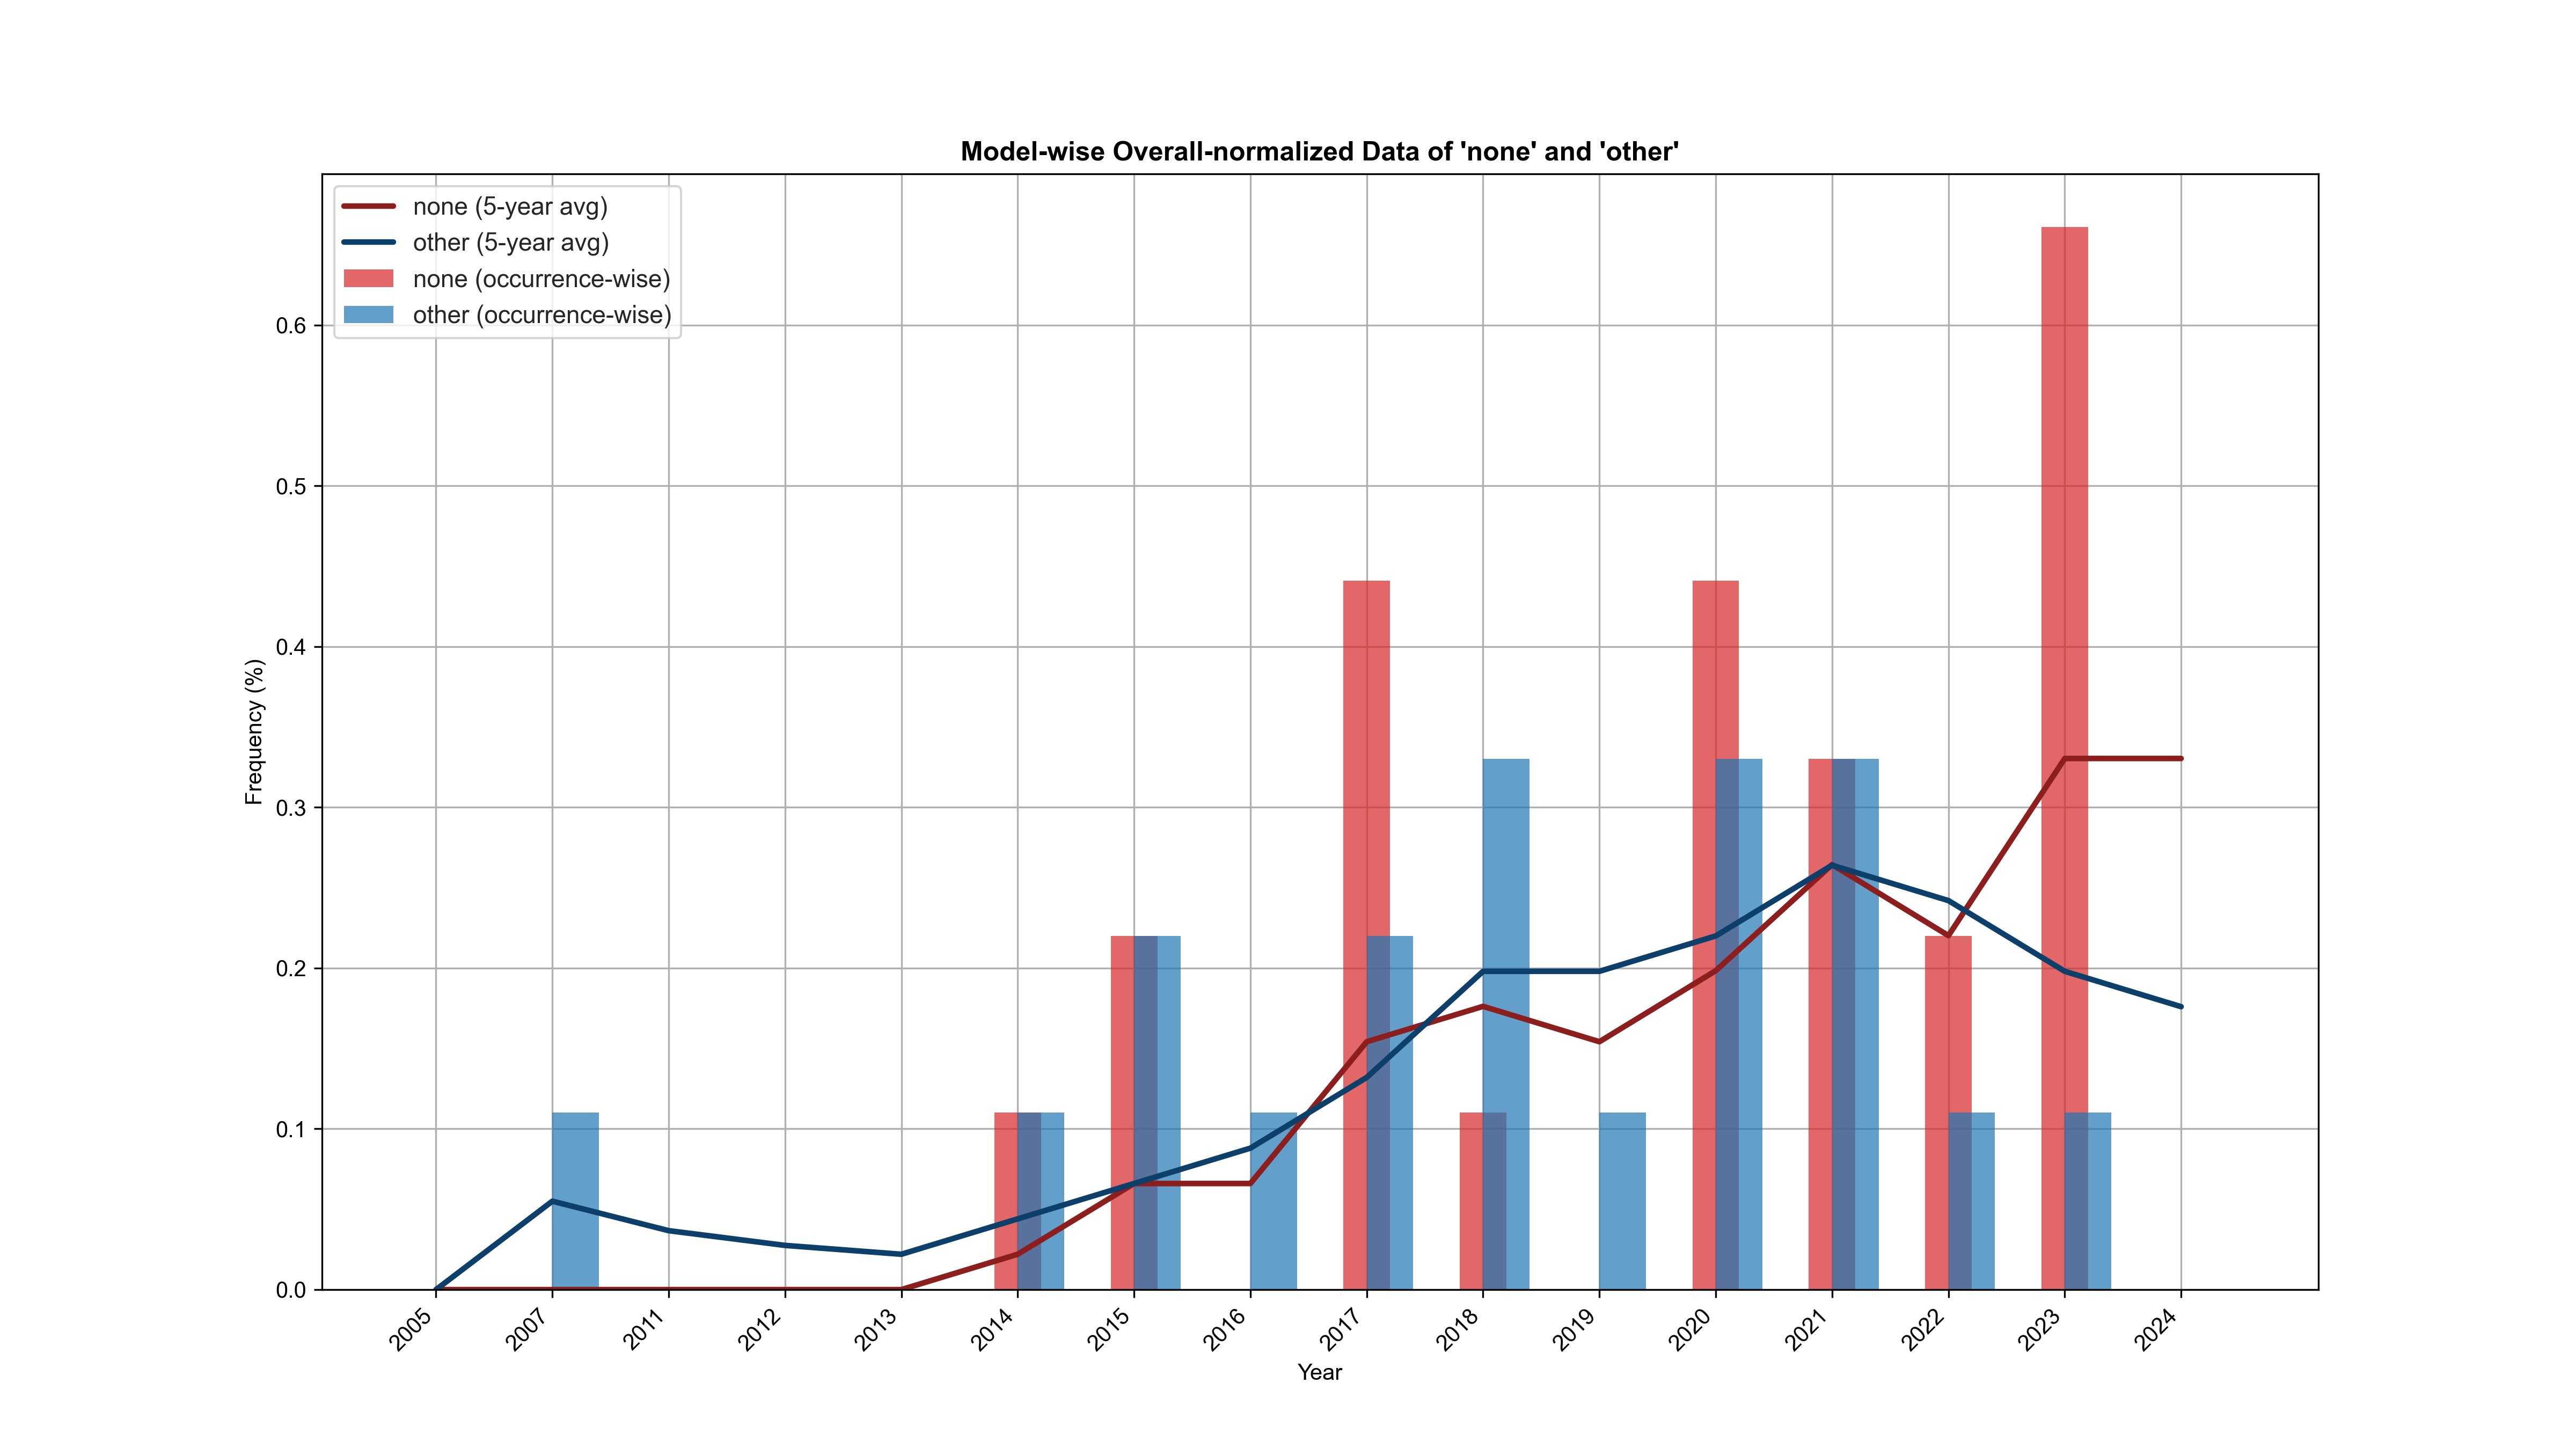 Model-wise Overall-normalized Data of 'none' and 'other'
none (5-year avg)
other (5-year avg)
none (occurrence-wise)
other (occurrence-wise)
Frequency (%)
0.6
0.5
0.4
0.3
0.2
0.1
0.0
2005 2007 2011 2012 2013 2014 2015 2016 2017 2018 2019 2020 2021 2022 2023 2024
Year